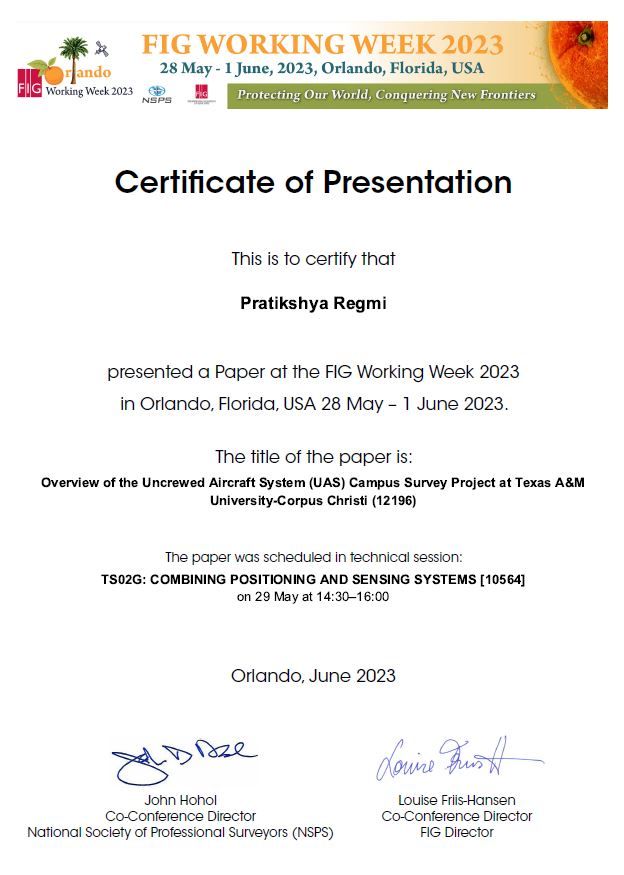 FIG WORKING WEEK 2023
28 May - 1 June, 2023, Orlando, Florida, USA
Orlando
FIG Working Week 2023
NSPS
FIG
Protecting Our World, Conquering New Frontiers
Certificate of Presentation
This is to certify that
Pratikshya Regmi
presented a Paper at the FIG Working Week 2023
in Orlando, Florida, USA 28 May – 1 June 2023.
The title of the paper is:
Overview of the Uncrewed Aircraft System (UAS) Campus Survey Project at Texas A&M
University-Corpus Christi (12196)
The paper was scheduled in technical session:
TS02G: COMBINING POSITIONING AND SENSING SYSTEMS [10564]
on 29 May at 14:30–16:00
Orlando, June 2023
John Hohol
Co-Conference Director
National Society of Professional Surveyors (NSPS)
Louise Friis-Hansen
Co-Conference Director
FIG Director